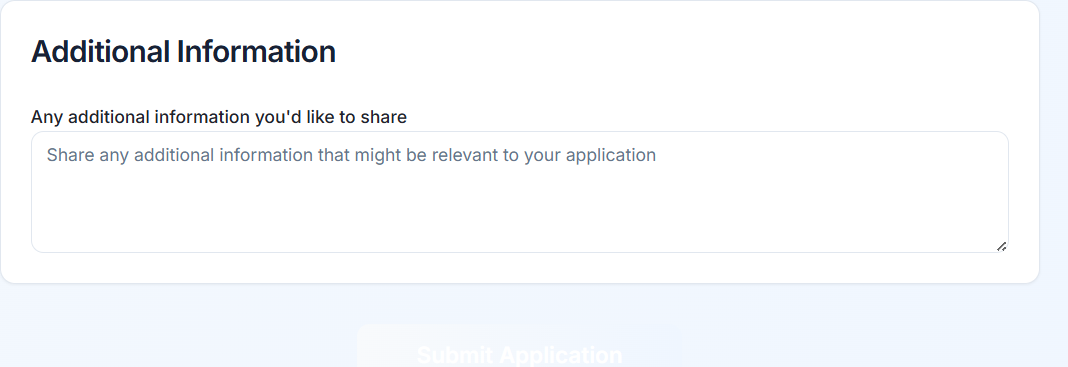 Additional Information
Any additional information you'd like to share
Share any additional information that might be relevant to your application
Submit Application